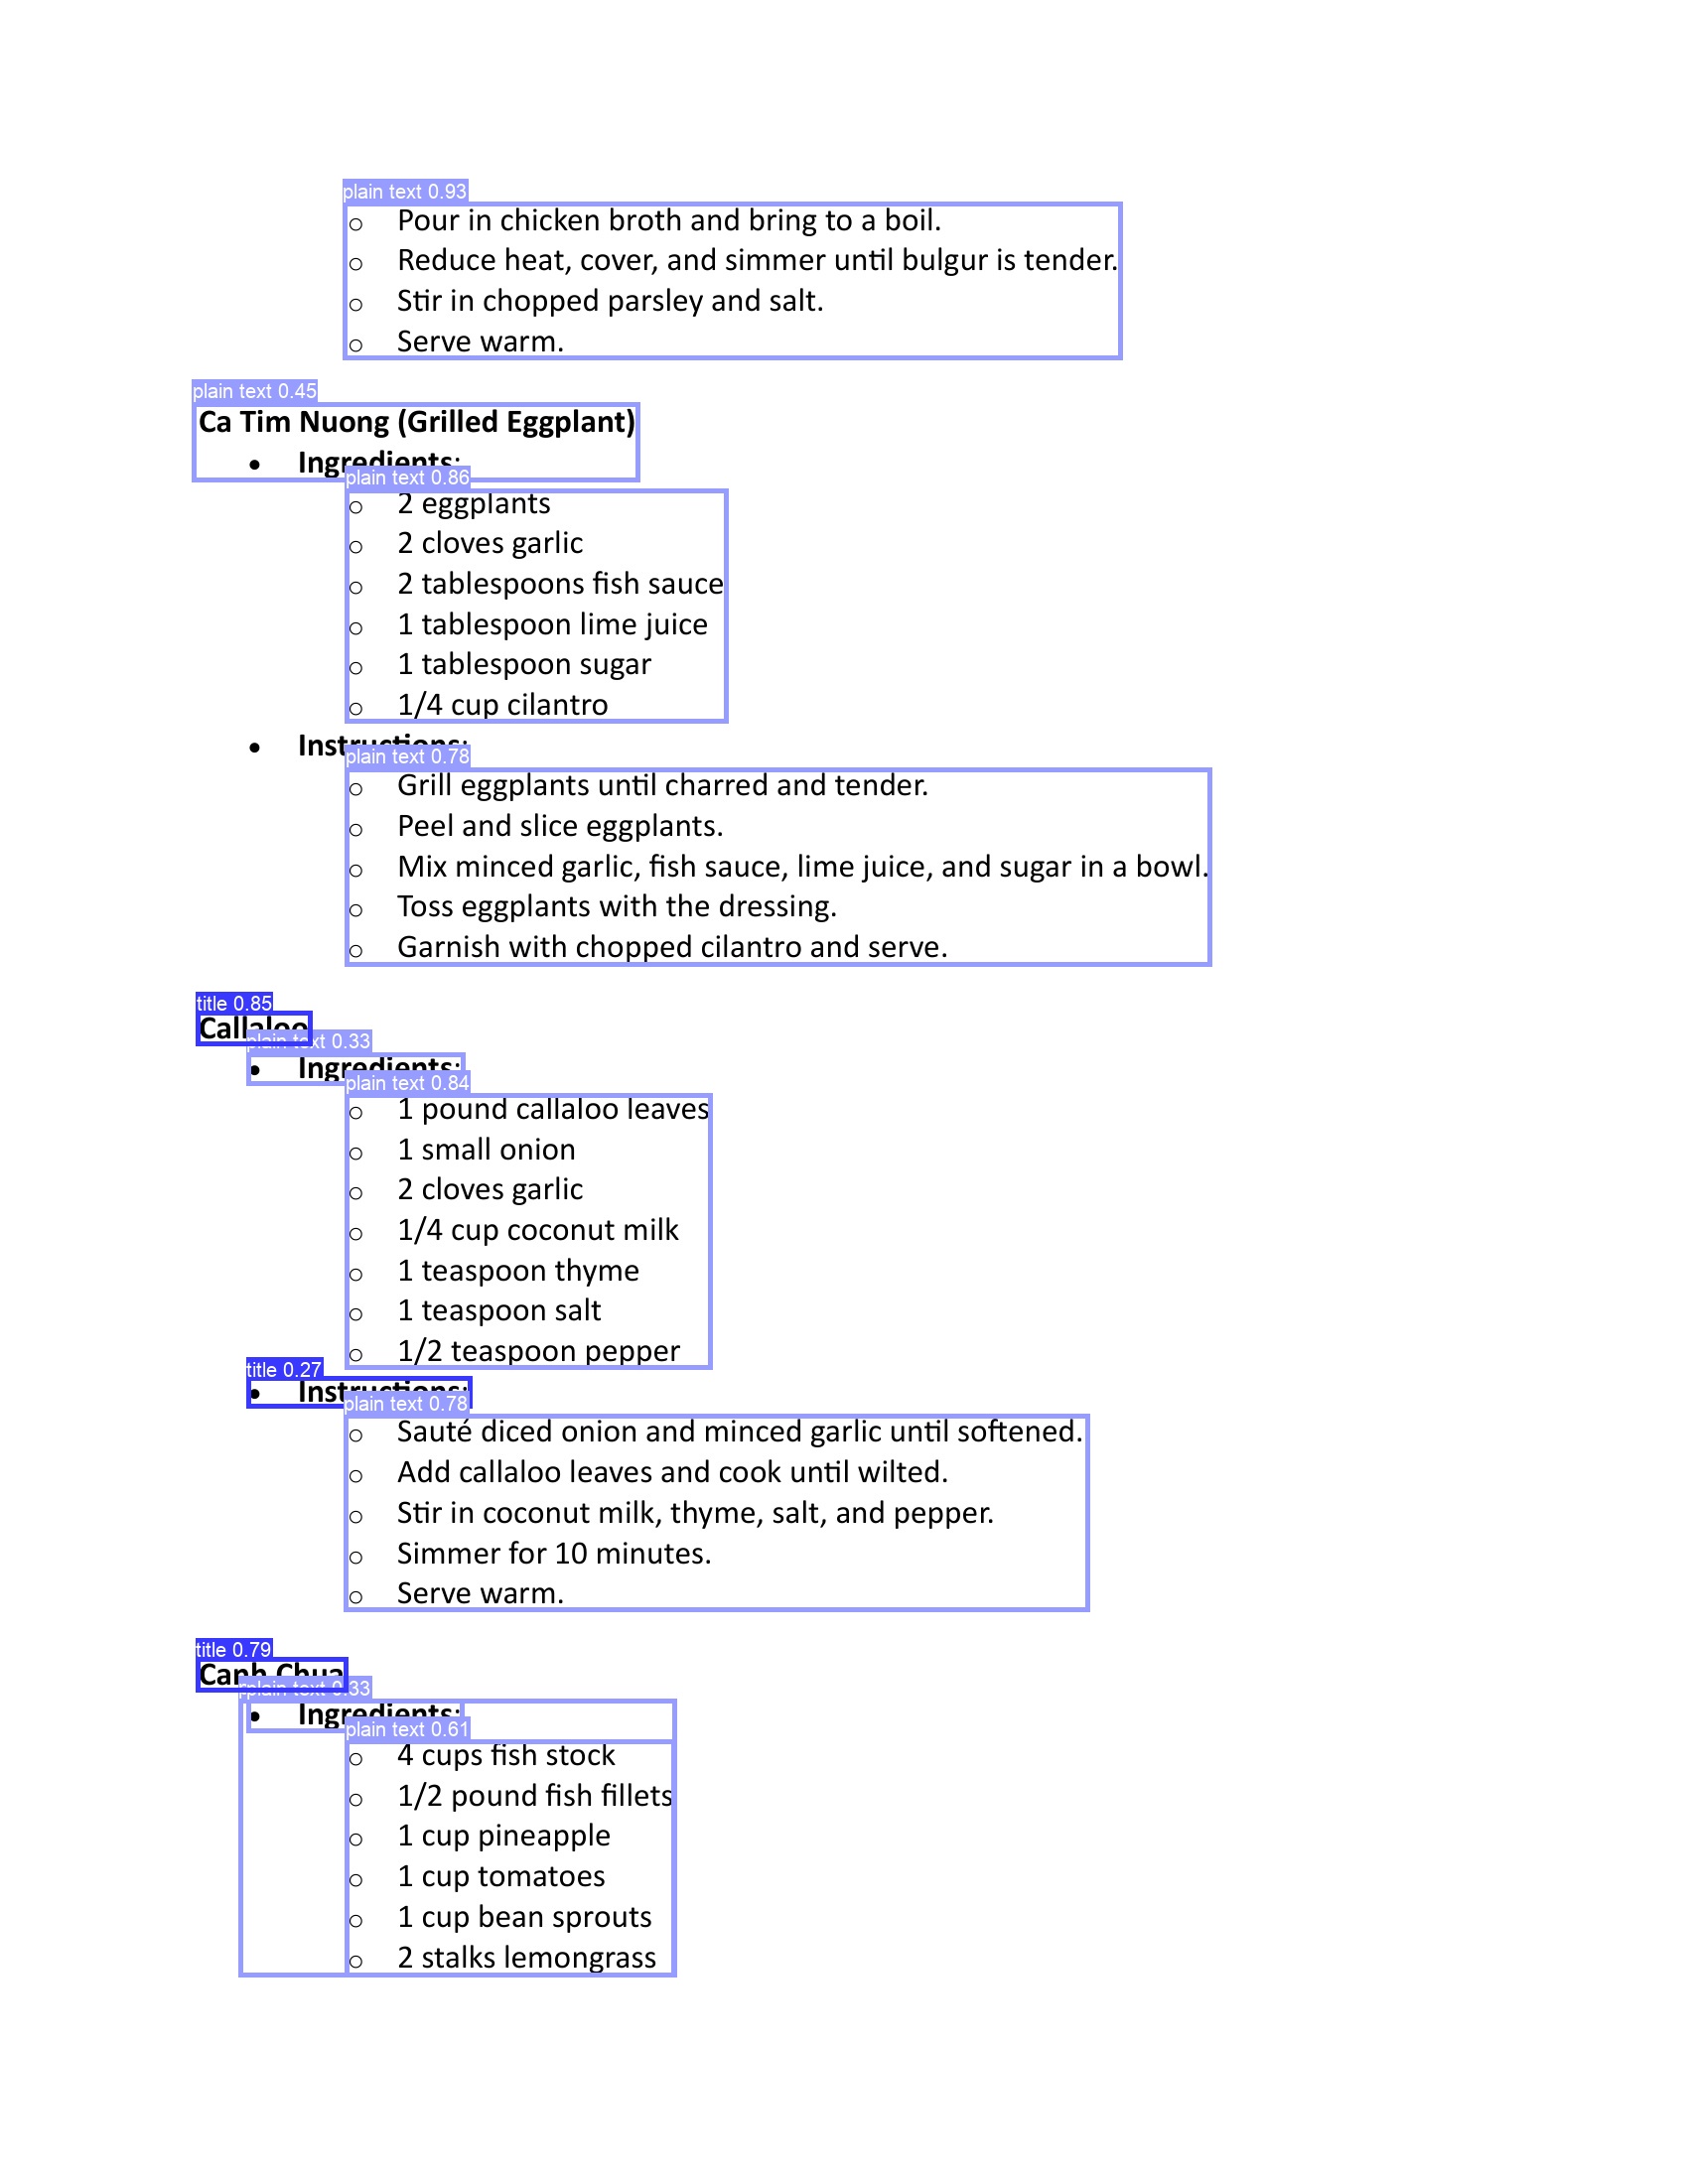 plain text 0.93
○ Pour in chicken broth and bring to a boil.
○ Reduce heat, cover, and simmer until bulgur is tender.
○ Stir in chopped parsley and salt.
○ Serve warm.
plain text 0.45
Ca Tim Nuong (Grilled Eggplant)
• Ingredients:
plain text 0.86
○ 2 eggplants
○ 2 cloves garlic
○ 2 tablespoons fish sauce
○ 1 tablespoon lime juice
○ 1 tablespoon sugar
○ 1/4 cup cilantro
• Instructions:
plain text 0.78
○ Grill eggplants until charred and tender.
○ Peel and slice eggplants.
○ Mix minced garlic, fish sauce, lime juice, and sugar in a bowl.
○ Toss eggplants with the dressing.
○ Garnish with chopped cilantro and serve.
title 0.85
Callaloo
plain text 0.33
• Ingredients:
plain text 0.84
○ 1 pound callaloo leaves
○ 1 small onion
○ 2 cloves garlic
○ 1/4 cup coconut milk
○ 1 teaspoon thyme
○ 1 teaspoon salt
○ 1/2 teaspoon pepper
title 0.27
• Instructions:
plain text 0.78
○ Sauté diced onion and minced garlic until softened.
○ Add callaloo leaves and cook until wilted.
○ Stir in coconut milk, thyme, salt, and pepper.
○ Simmer for 10 minutes.
○ Serve warm.
title 0.79
Canh Chua
plain text 0.33
• Ingredients:
plain text 0.61
○ 4 cups fish stock
○ 1/2 pound fish fillets
○ 1 cup pineapple
○ 1 cup tomatoes
○ 1 cup bean sprouts
○ 2 stalks lemongrass